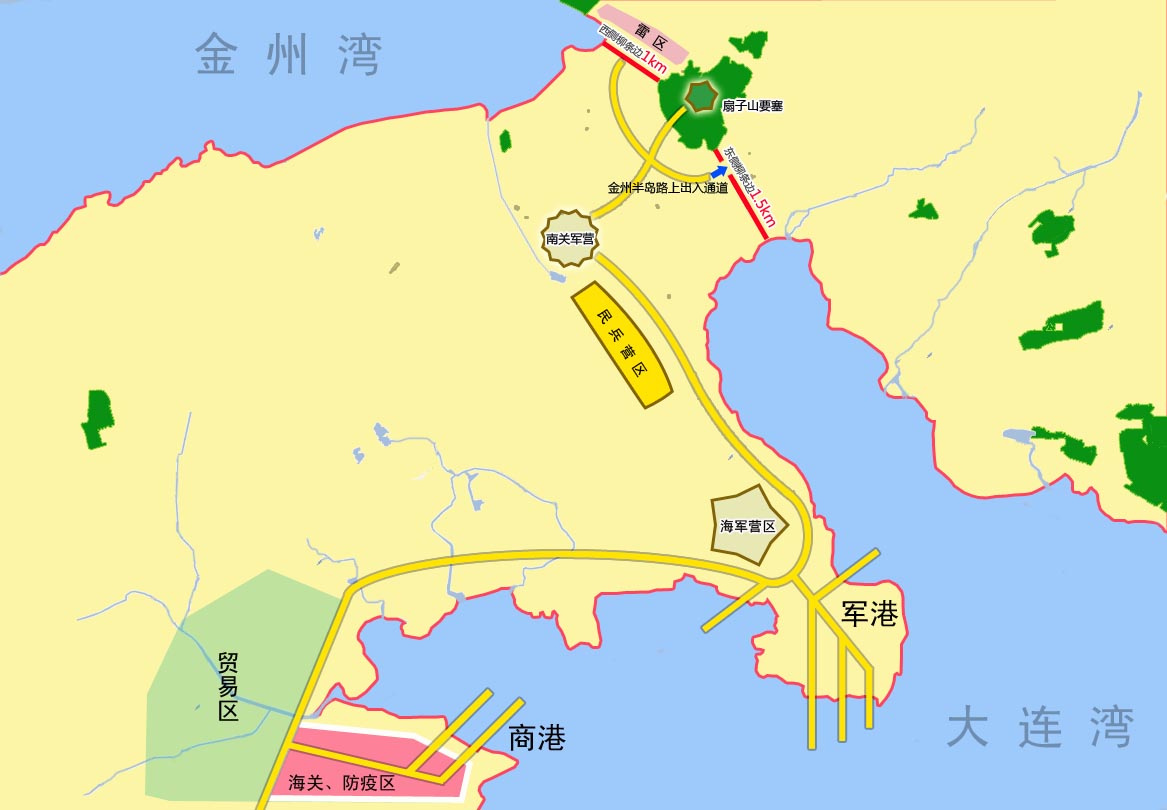 金州湾
雷区
西侧柳条边1km
扇子山要塞
东侧柳条边1.5km
金州半岛路上出入通道
南关军营
民兵营区
海军营区
军港
贸易区
商港
大连湾
海关、防疫区